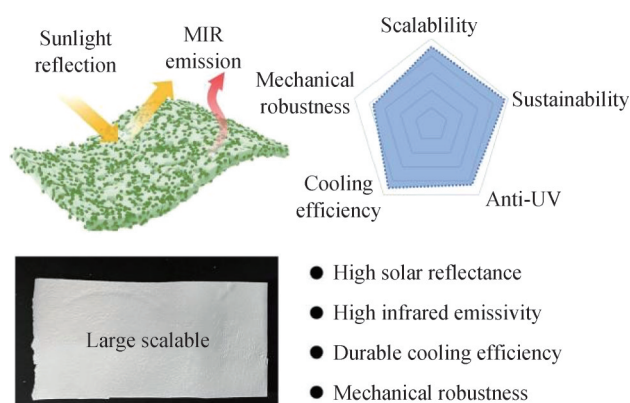 Sunlight
reflection
MIR
emission
Scalablility
Mechanical
robustness
Sustainability
Cooling
efficiency
Anti-UV
Large scalable
● High solar reflectance
● High infrared emissivity
● Durable cooling efficiency
● Mechanical robustness